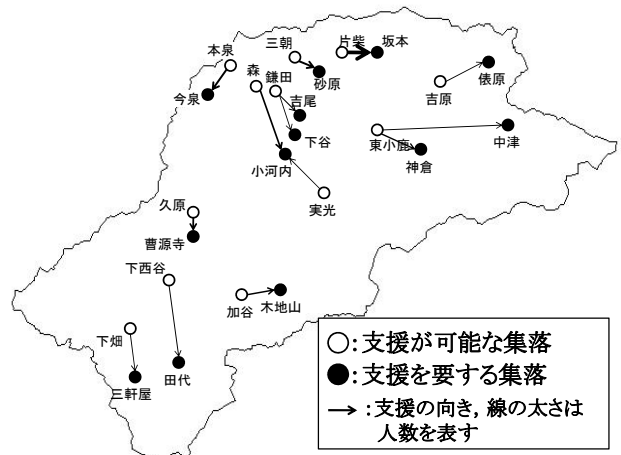 本泉
三朝
片柴
坂本
森
鎌田
砂原
俵原
今泉
吉尾
吉原
下谷
東小鹿
中津
小河内
神倉
久原
実光
曹源寺
下西谷
加谷
木地山
下畑
三軒屋
田代
○:支援が可能な集落
●:支援を要する集落
→:支援の向き, 線の太さは
人数を表す